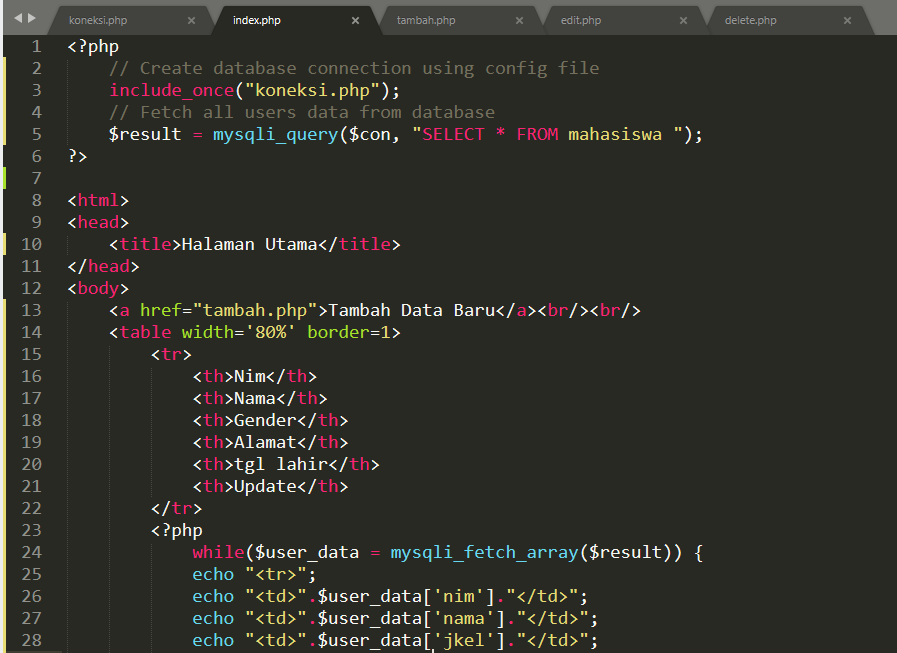 koneksi.php × index.php × tambah.php × edit.php × delete.php ×
1 <?php
2 // Create database connection using config file
3 include_once("koneksi.php");
4 // Fetch all users data from database
5 $result = mysqli_query($con, "SELECT * FROM mahasiswa ");
6 ?>
7
8 <html>
9 <head>
10 <title>Halaman Utama</title>
11 </head>
12 <body>
13 <a href="tambah.php">Tambah Data Baru</a><br/><br/>
14 <table width='80%' border=1>
15 <tr>
16 <th>Nim</th>
17 <th>Nama</th>
18 <th>Gender</th>
19 <th>Alamat</th>
20 <th>tgl lahir</th>
21 <th>Update</th>
22 </tr>
23 <?php
24 while($user_data = mysqli_fetch_array($result)) {
25 echo "<tr>";
26 echo "<td>".$user_data['nim']."</td>";
27 echo "<td>".$user_data['nama']."</td>";
28 echo "<td>".$user_data['jkel']."</td>";